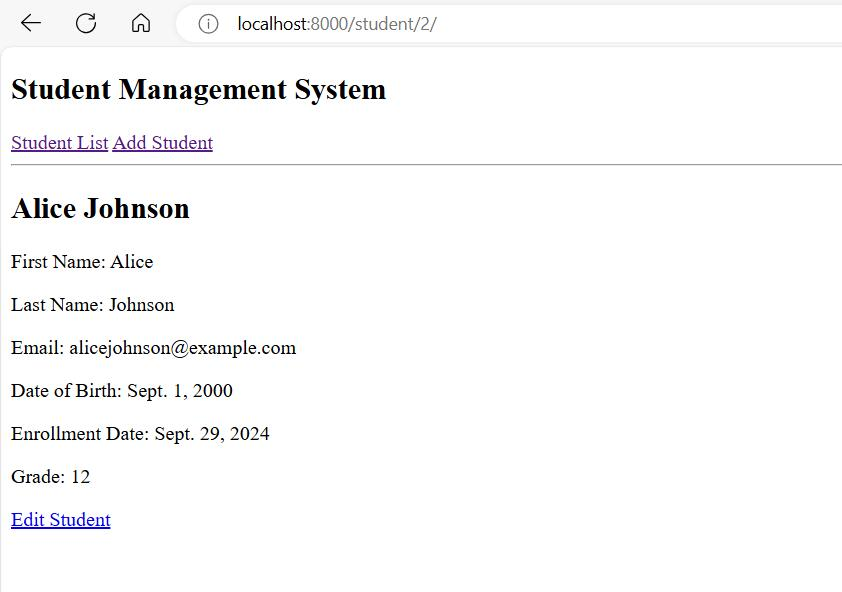 localhost:8000/student/2/
Student Management System
Student List Add Student
Alice Johnson
First Name: Alice
Last Name: Johnson
Email: alicejohnson@example.com
Date of Birth: Sept. 1, 2000
Enrollment Date: Sept. 29, 2024
Grade: 12
Edit Student